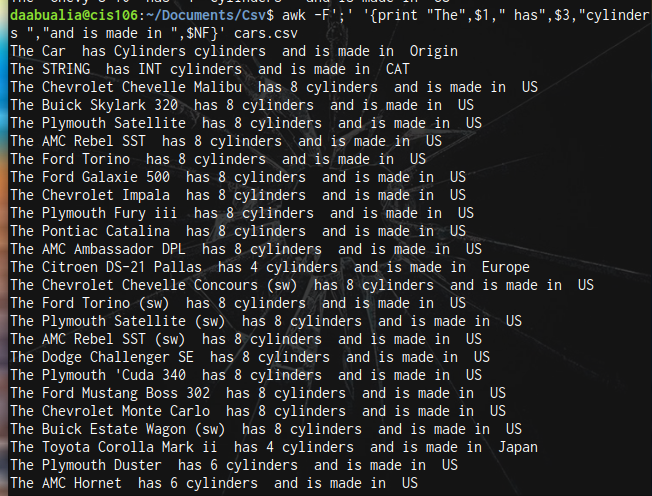 daabualia@cis106:~/Documents/Csv$ awk -F';' '{print "The",$1," has",$3,"cylinder
s ","and is made in ",$NF}' cars.csv
The Car  has Cylinders cylinders  and is made in  Origin
The STRING  has INT cylinders  and is made in  CAT
The Chevrolet Chevelle Malibu  has 8 cylinders  and is made in  US
The Buick Skylark 320  has 8 cylinders  and is made in  US
The Plymouth Satellite  has 8 cylinders  and is made in  US
The AMC Rebel SST  has 8 cylinders  and is made in  US
The Ford Torino  has 8 cylinders  and is made in  US
The Ford Galaxie 500  has 8 cylinders  and is made in  US
The Chevrolet Impala  has 8 cylinders  and is made in  US
The Plymouth Fury iii  has 8 cylinders  and is made in  US
The Pontiac Catalina  has 8 cylinders  and is made in  US
The AMC Ambassador DPL  has 8 cylinders  and is made in  US
The Citroen DS-21 Pallas  has 4 cylinders  and is made in  Europe
The Chevrolet Chevelle Concours (sw)  has 8 cylinders  and is made in  US
The Ford Torino (sw)  has 8 cylinders  and is made in  US
The Plymouth Satellite (sw)  has 8 cylinders  and is made in  US
The AMC Rebel SST (sw)  has 8 cylinders  and is made in  US
The Dodge Challenger SE  has 8 cylinders  and is made in  US
The Plymouth 'Cuda 340  has 8 cylinders  and is made in  US
The Ford Mustang Boss 302  has 8 cylinders  and is made in  US
The Chevrolet Monte Carlo  has 8 cylinders  and is made in  US
The Buick Estate Wagon (sw)  has 8 cylinders  and is made in  US
The Toyota Corolla Mark ii  has 4 cylinders  and is made in  Japan
The Plymouth Duster  has 6 cylinders  and is made in  US
The AMC Hornet  has 6 cylinders  and is made in  US